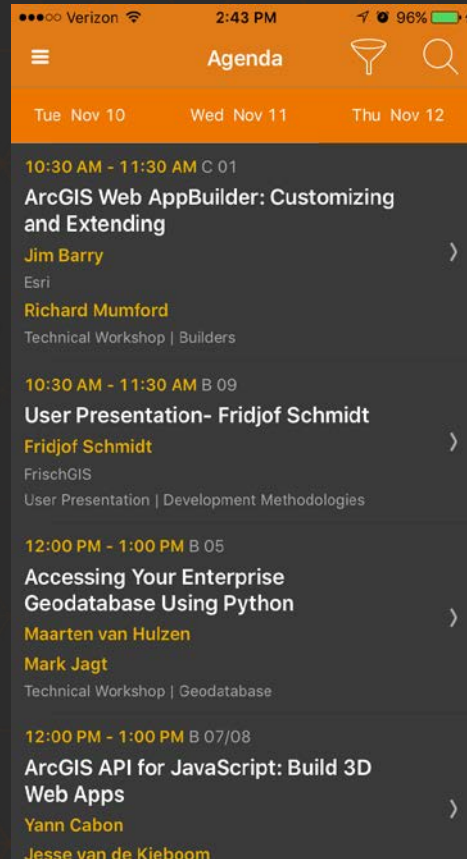 Verizon 2:43 PM 96%
Agenda
Tue Nov 10 Wed Nov 11 Thu Nov 12
10:30 AM - 11:30 AM C 01
ArcGIS Web AppBuilder: Customizing
and Extending
Jim Barry
Esri
Richard Mumford
Technical Workshop | Builders
10:30 AM - 11:30 AM B 09
User Presentation- Fridjof Schmidt
Fridjof Schmidt
FrischGIS
User Presentation | Development Methodologies
12:00 PM - 1:00 PM B 05
Accessing Your Enterprise
Geodatabase Using Python
Maarten van Hulzen
Mark Jagt
Technical Workshop | Geodatabase
12:00 PM - 1:00 PM B 07/08
ArcGIS API for JavaScript: Build 3D
Web Apps
Yann Cabon
Jesse van de Kieboom